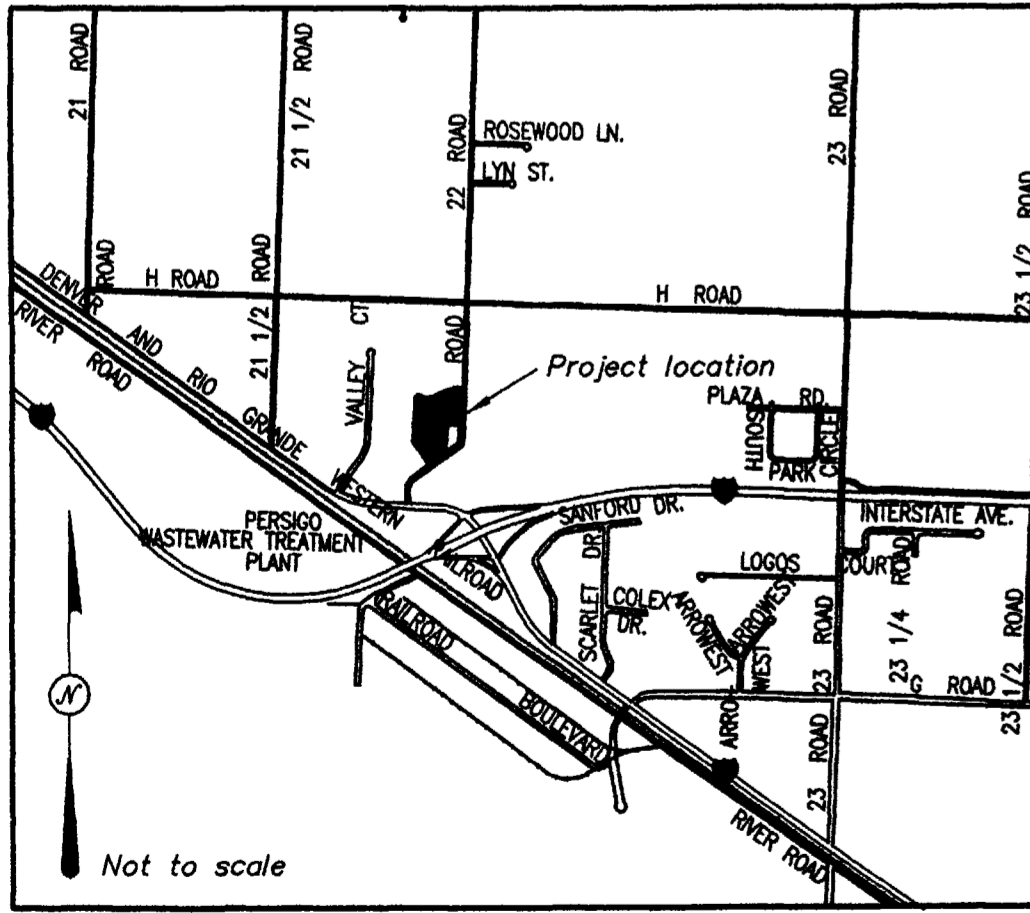 21 ROAD
21 1/2 ROAD
22 ROAD
ROSEWOOD LN.
LYN ST.
23 ROAD
23 1/2 ROAD
ROAD
H ROAD
21 1/2 ROAD
H ROAD
DENVER AND RIO GRANDE WESTERN RAILROAD
RIVER ROAD
VALLEY CT
ROAD
Project location
PLAZA RD.
SOUTH
PARK
CIRCLE
PERSIGO
WASTEWATER TREATMENT
PLANT
SANFORD DR.
SCARLET DR.
COLEX
DR.
INTERSTATE AVE.
LOGOS
COURT
ARROWEST
ARROWEST
ARROWEST
23 ROAD
23 1/4 ROAD
23 1/2 ROAD
G ROAD
RAILROAD BOULEVARD
23 ROAD
RIVER ROAD
N
Not to scale